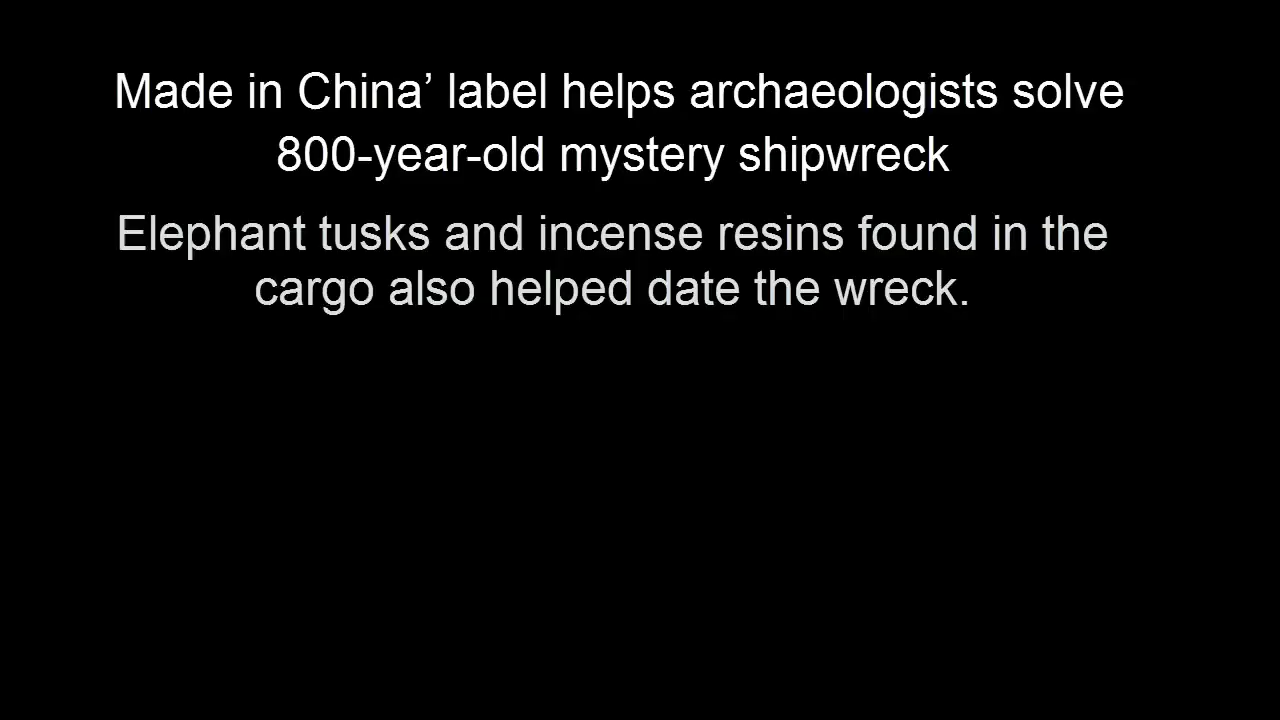 Made in China’ label helps archaeologists solve
800-year-old mystery shipwreck
Elephant tusks and incense resins found in the
cargo also helped date the wreck.